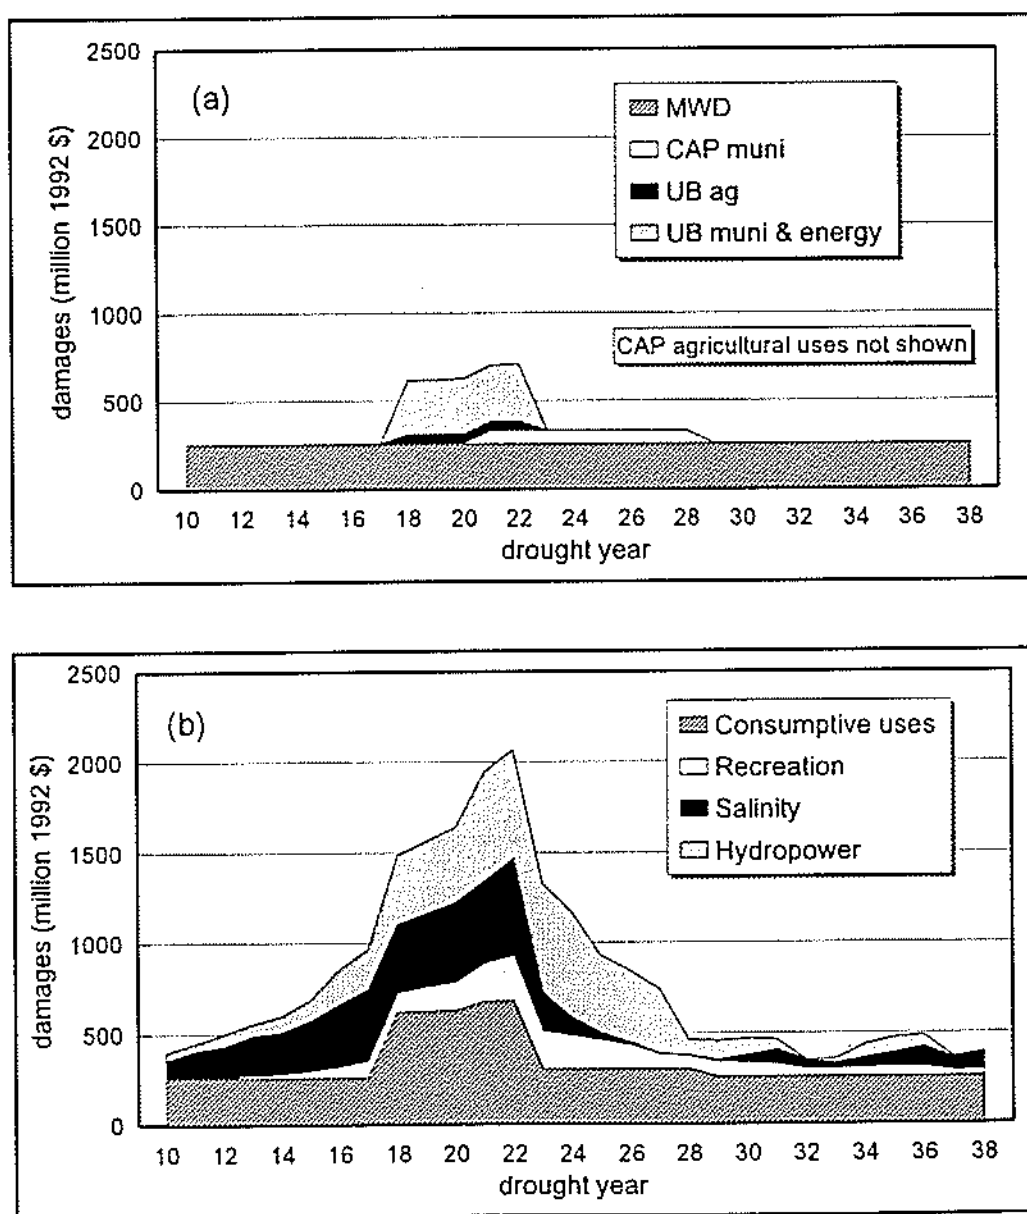 2500
2000
1500
1000
500
0
damages (million 1992 $)
(a)
MWD
CAP muni
UB ag
UB muni & energy
CAP agricultural uses not shown
10 12 14 16 18 20 22 24 26 28 30 32 34 36 38
drought year
2500
2000
1500
1000
500
0
damages (million 1992 $)
(b)
Consumptive uses
Recreation
Salinity
Hydropower
10 12 14 16 18 20 22 24 26 28 30 32 34 36 38
drought year